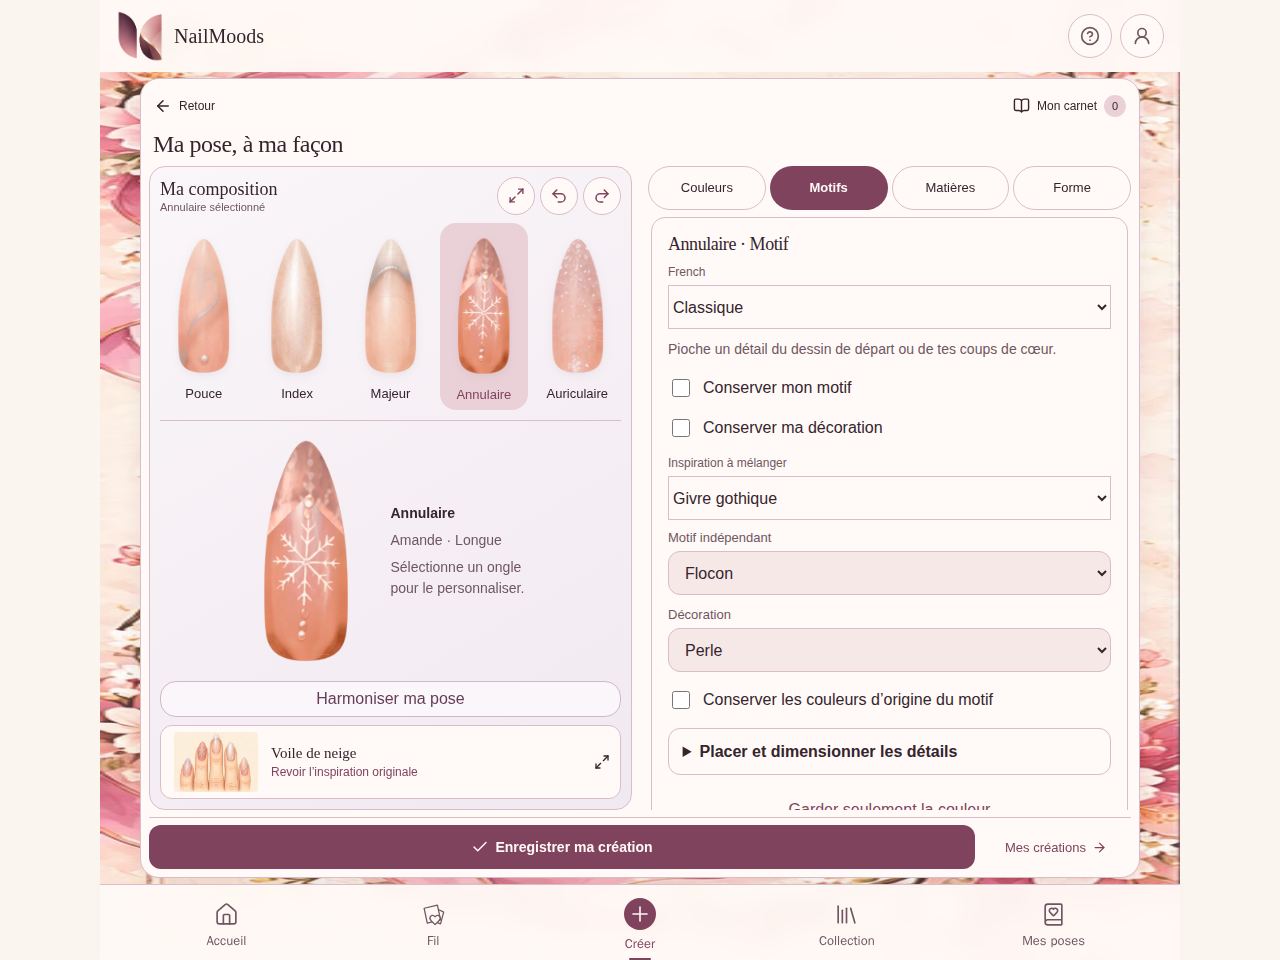 NailMoods
Retour
Mon carnet 0
Ma pose, à ma façon
Ma composition
Annulaire sélectionné
Pouce
Index
Majeur
Annulaire
Auriculaire
Annulaire
Amande · Longue
Sélectionne un ongle
pour le personnaliser.
Harmoniser ma pose
Voile de neige
Revoir l’inspiration originale
Couleurs
Motifs
Matières
Forme
Annulaire · Motif
French
Classique
Pioche un détail du dessin de départ ou de tes coups de cœur.
Conserver mon motif
Conserver ma décoration
Inspiration à mélanger
Givre gothique
Motif indépendant
Flocon
Décoration
Perle
Conserver les couleurs d’origine du motif
Placer et dimensionner les détails
Garder seulement la couleur
Enregistrer ma création
Mes créations
Accueil
Fil
Créer
Collection
Mes poses